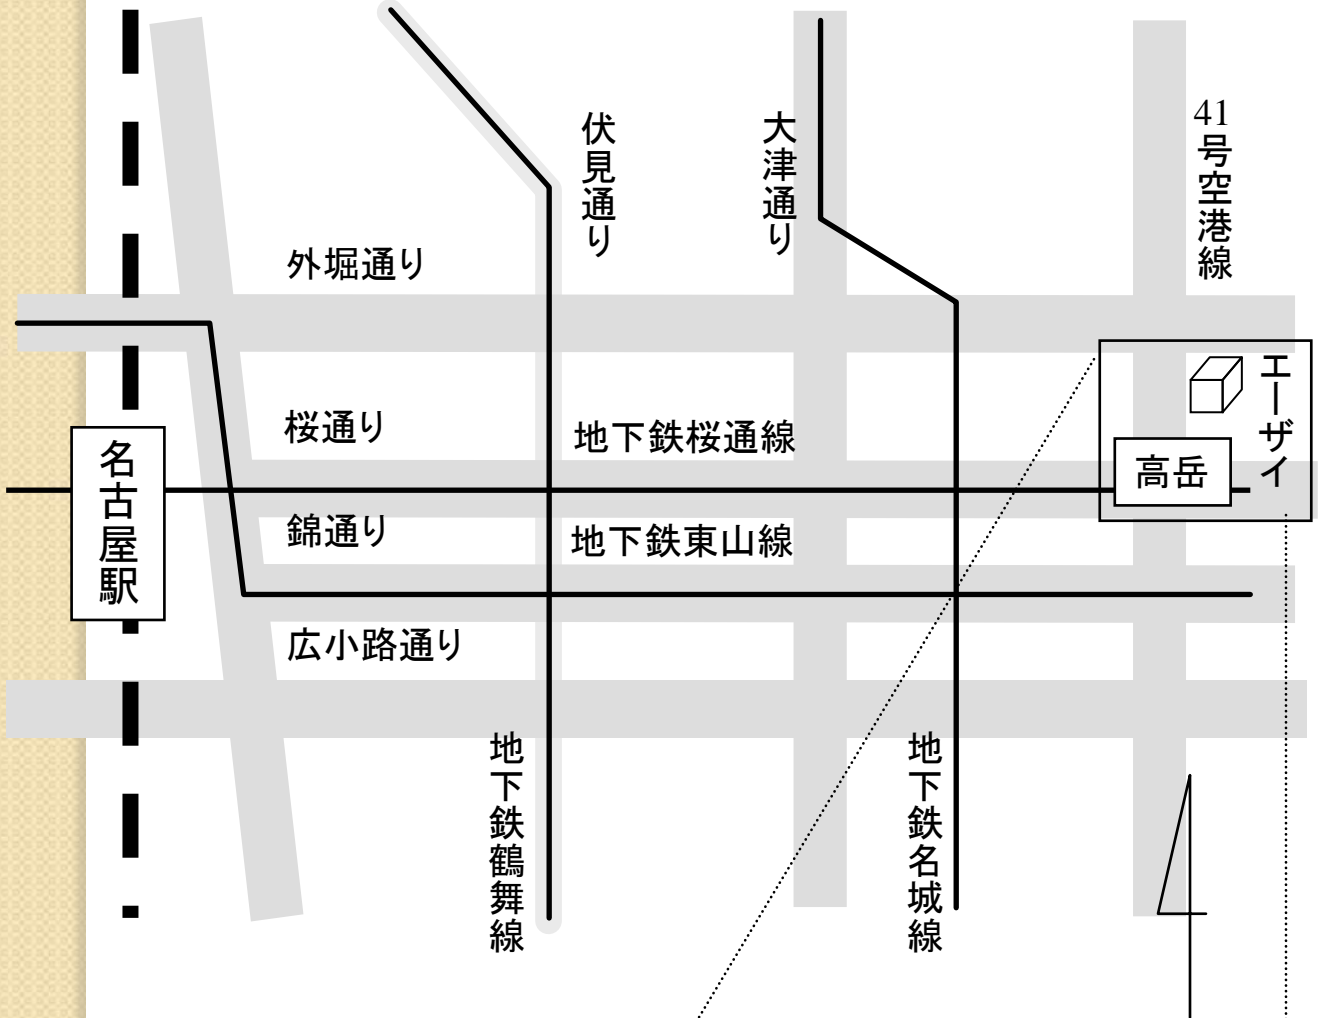 伏見通り
大津通り
41号空港線
外堀通り
エーザイ
桜通り
地下鉄桜通線
名古屋駅
高岳
錦通り
地下鉄東山線
広小路通り
地下鉄鶴舞線
地下鉄名城線